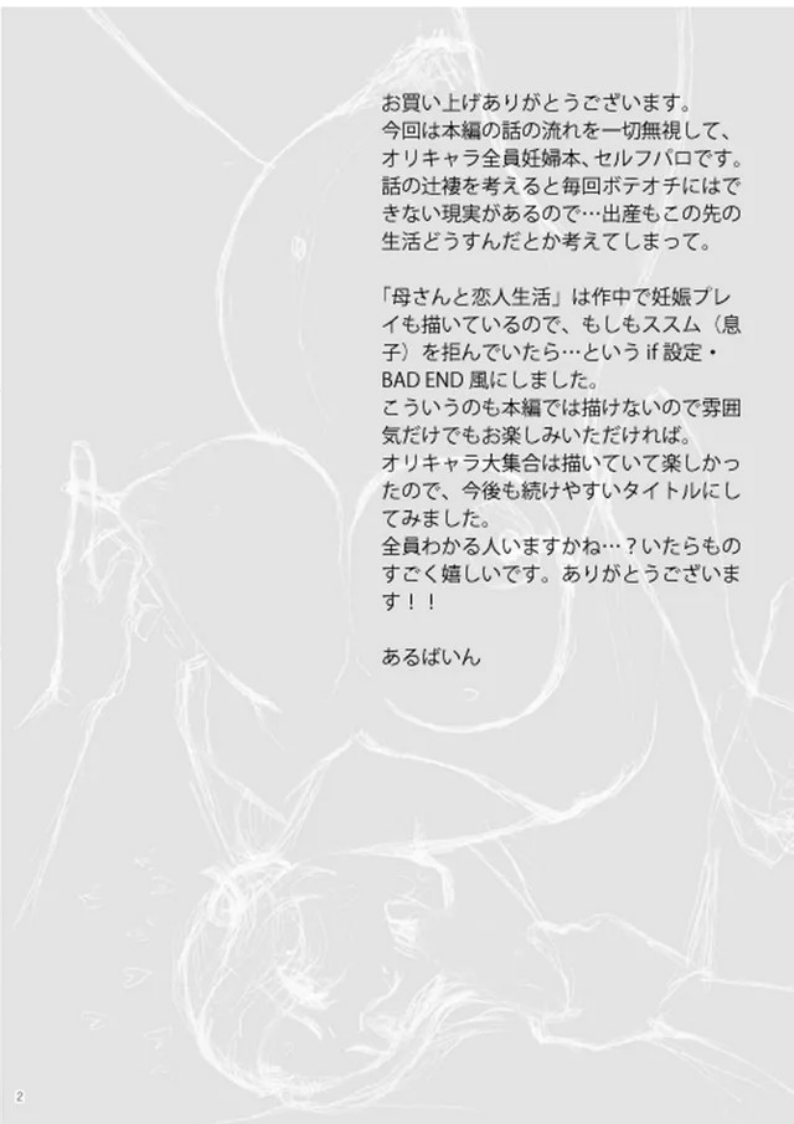 お買い上げありがとうございます。
今回は本編の話の流れを一切無視して、
オリキャラ全員妊婦本、セルフパロです。
話の辻褄を考えると毎回ボテオチにはで
きない現実があるので…出産もこの先の
生活どうすんだとか考えてしまって。
「母さんと恋人生活」は作中で妊娠プレ
イも描いているので、もしもススム（息
子）を拒んでいたら…という if 設定・
BAD END 風にしました。
こういうのも本編では描けないので雰囲
気だけでもお楽しみいただければ。
オリキャラ大集合は描いていて楽しかっ
たので、今後も続けやすいタイトルにし
てみました。
全員わかる人いますかね…？いたらもの
すごく嬉しいです。ありがとうございま
す！！
あるばいん
2